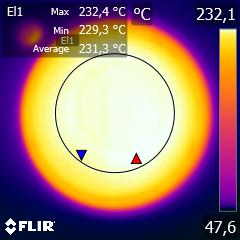 El1 Max 232,4 °C
Min 229,3 °C
Average 231,3 °C
El1
°C
232,1
47,6
FLIR